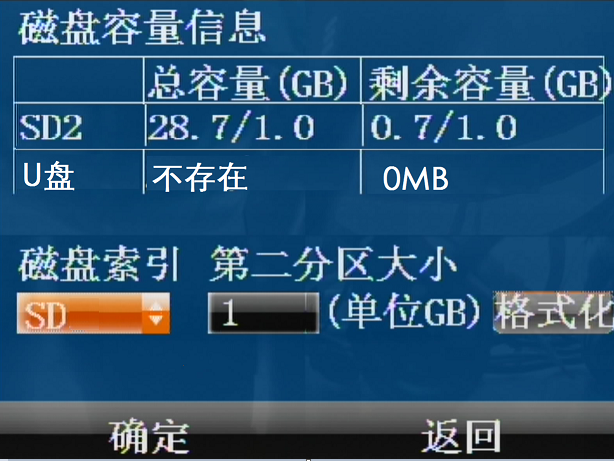 磁盘容量信息
总容量(GB) 剩余容量(GB)
SD2 28.7/1.0 0.7/1.0
U盘 不存在 0MB
磁盘索引 第二分区大小
SD 1 (单位GB) 格式化
确定 返回